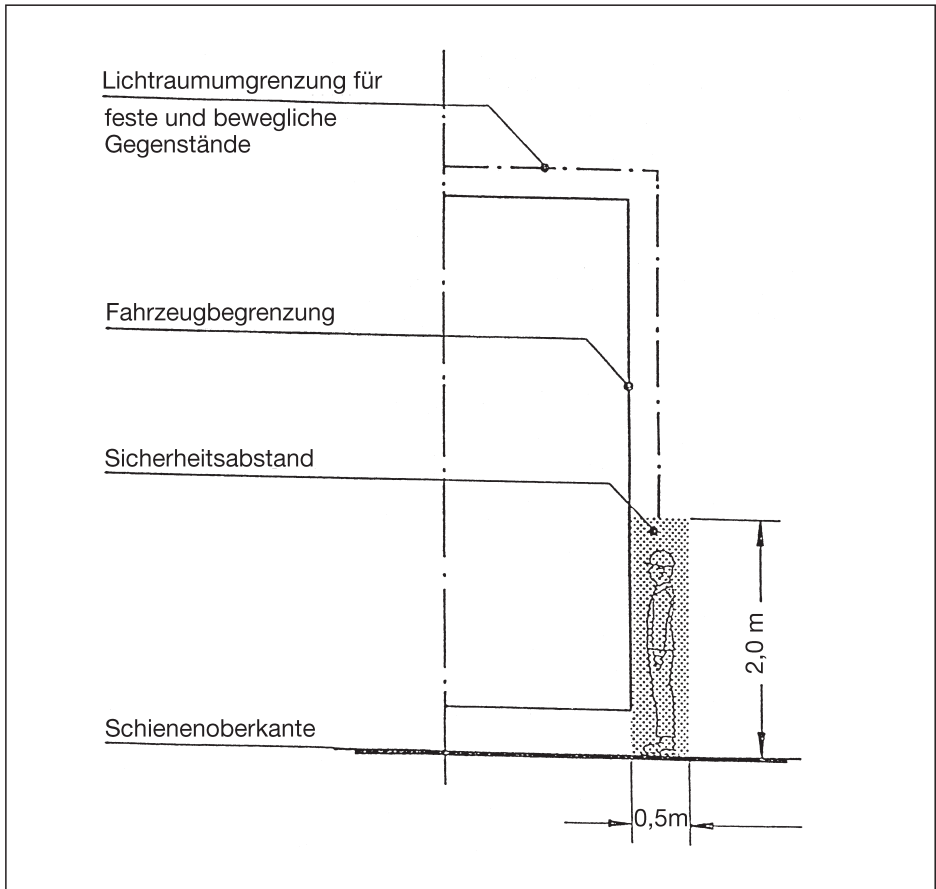 Lichtraumumgrenzung für
feste und bewegliche
Gegenstände
Fahrzeugbegrenzung
Sicherheitsabstand
2,0 m
Schienenoberkante
0,5m